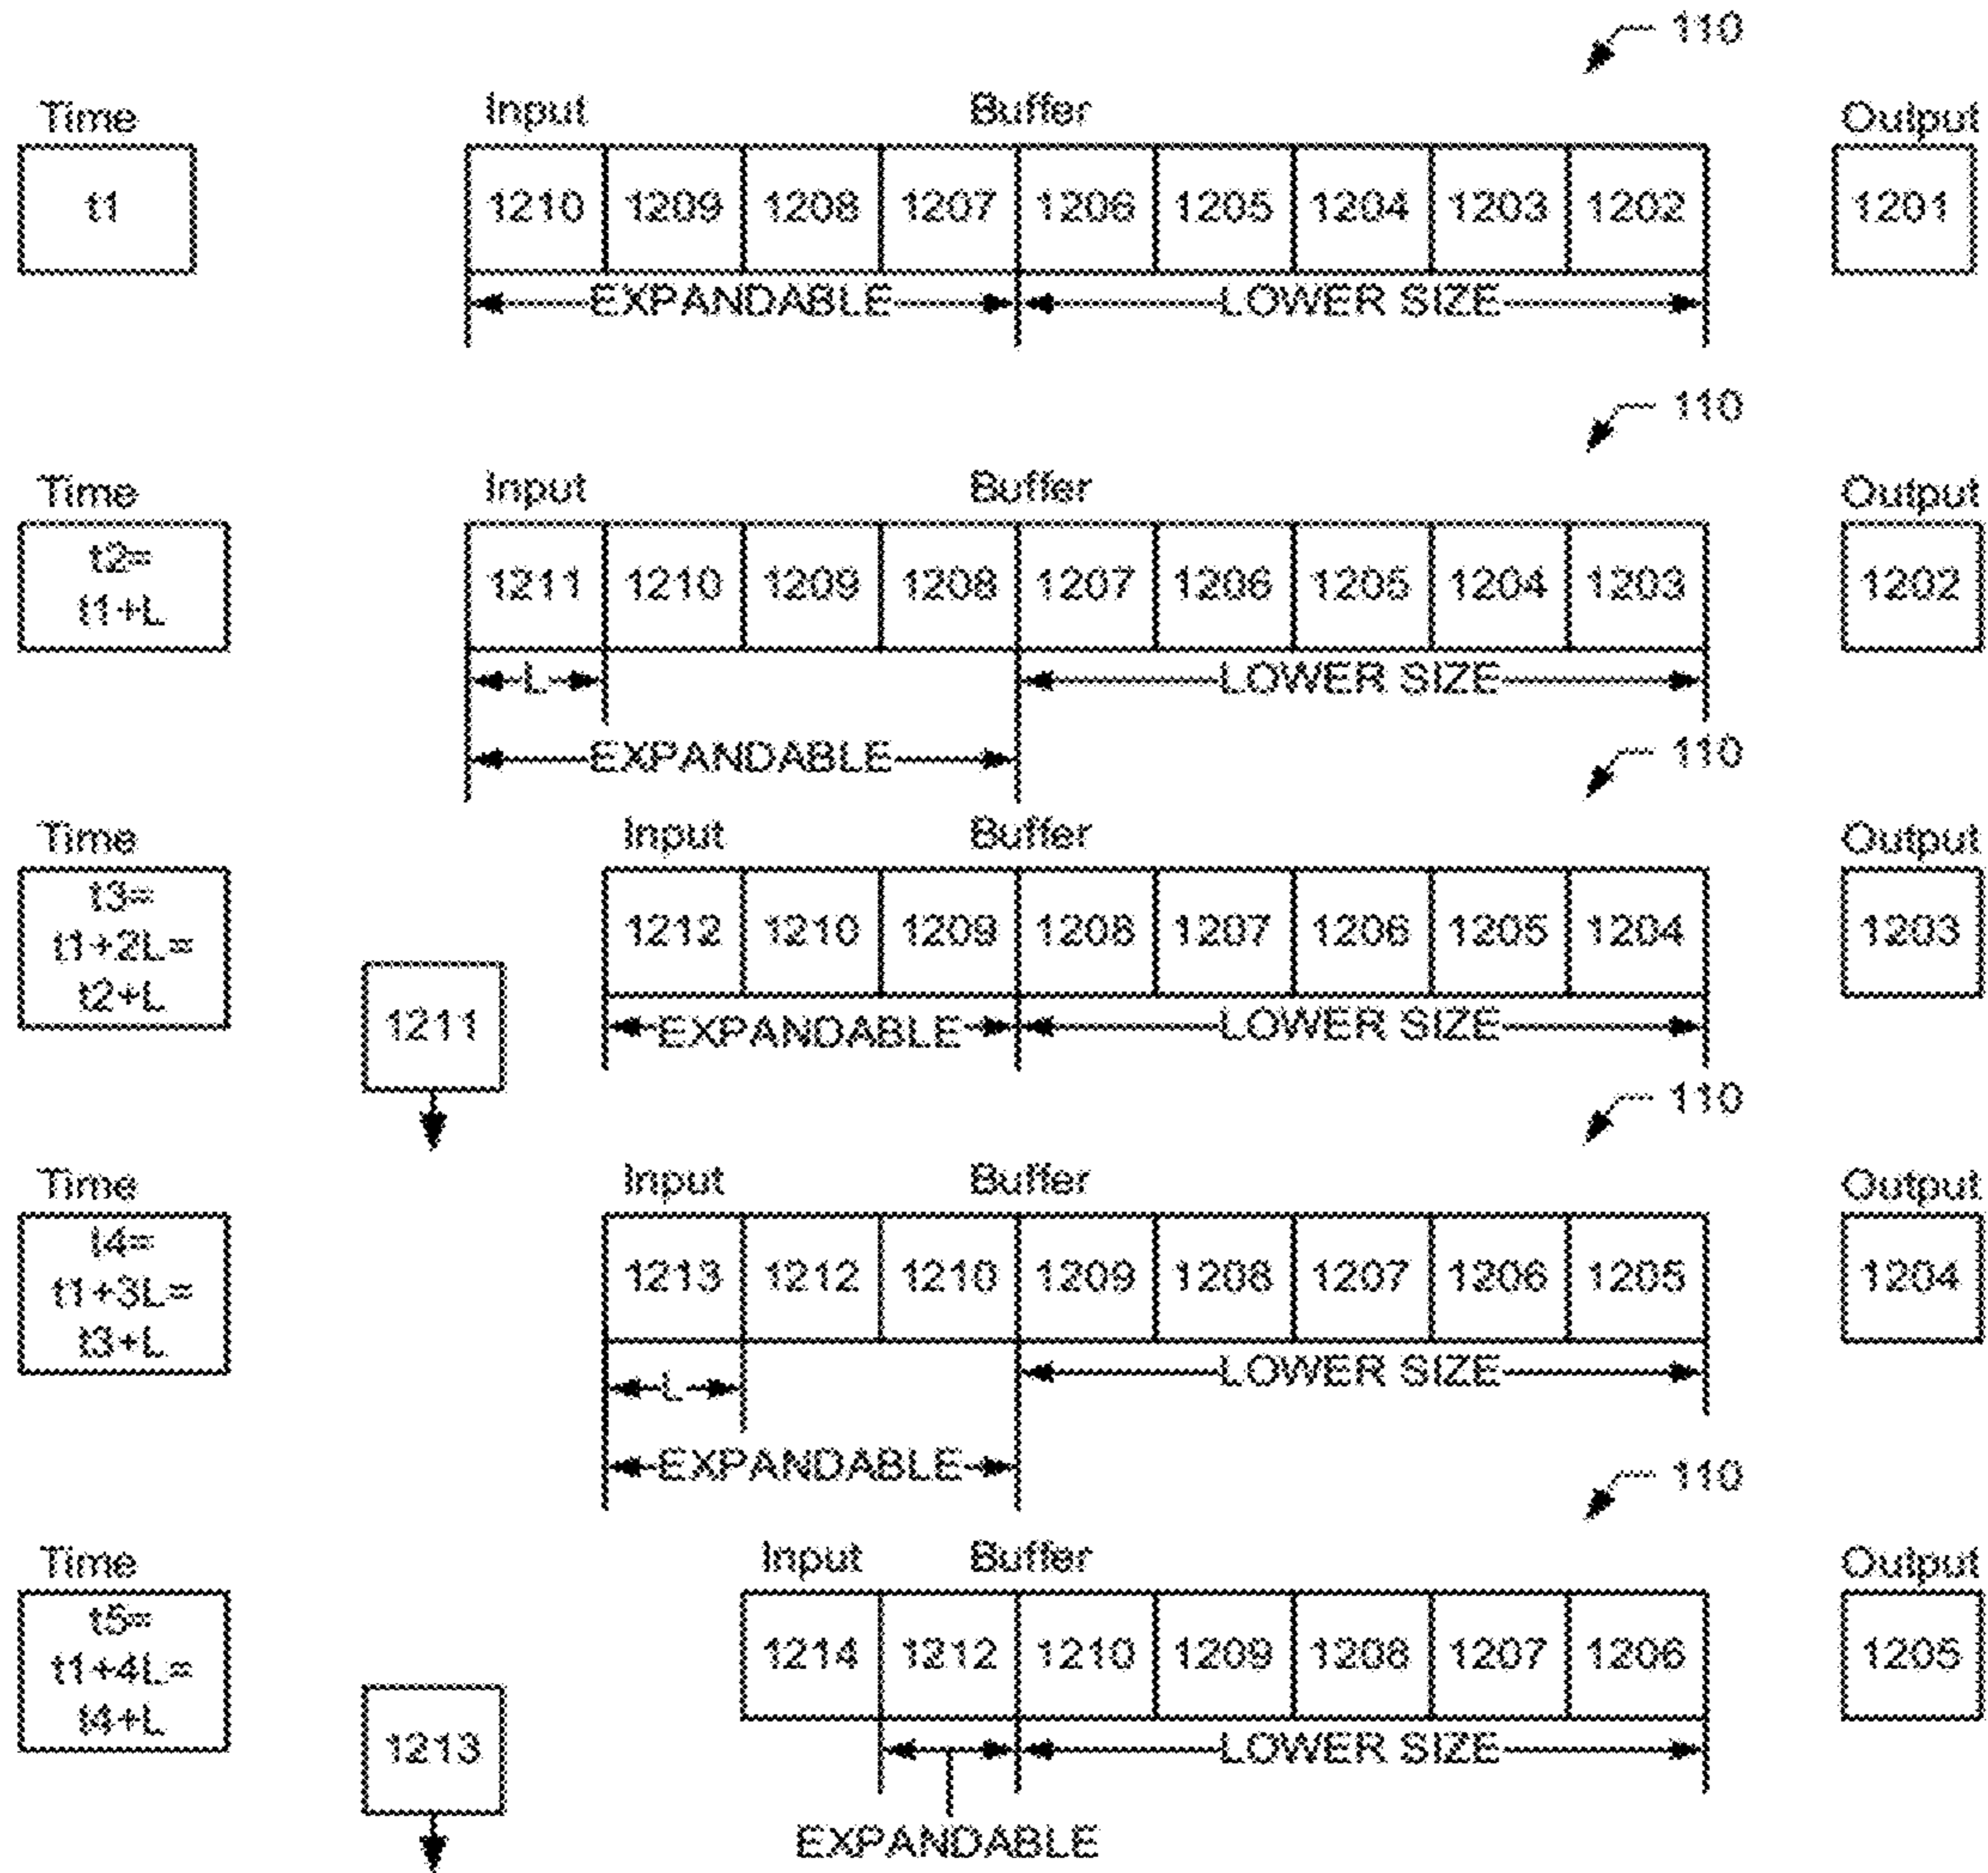 110
Time Input Buffer Output
t1 1210 1209 1208 1207 1206 1205 1204 1203 1202 1201
EXPANDABLE LOWER SIZE
110
Time Input Buffer Output
t2=
t1+L
1211 1210 1209 1208 1207 1206 1205 1204 1203 1202
L LOWER SIZE
EXPANDABLE
110
Time Input Buffer Output
t3=
t1+2L=
t2+L
1212 1210 1209 1208 1207 1206 1205 1204 1203
1211
EXPANDABLE LOWER SIZE
110
Time Input Buffer Output
t4=
t1+3L=
t3+L
1213 1212 1210 1209 1208 1207 1206 1205 1204
L LOWER SIZE
EXPANDABLE
110
Time Input Buffer Output
t5=
t1+4L=
t4+L
1214 1212 1210 1209 1208 1207 1206 1205
1213
LOWER SIZE
EXPANDABLE